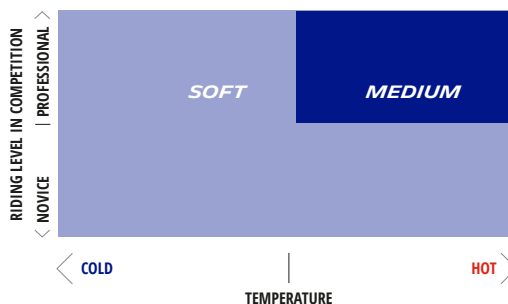 RIDING LEVEL IN COMPETITION
NOVICE | PROFESSIONAL
SOFT
MEDIUM
COLD
HOT
TEMPERATURE